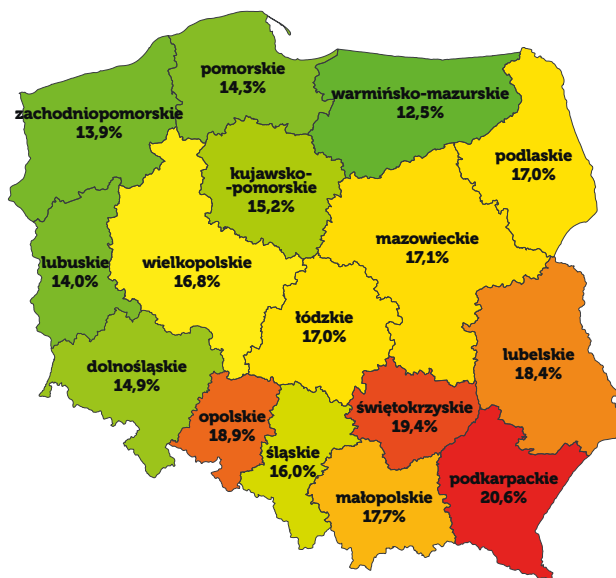 pomorskie
14,3%
warmińsko-mazurskie
12,5%
zachodniopomorskie
13,9%
podlaskie
17,0%
kujawsko-
-pomorskie
15,2%
mazowieckie
17,1%
lubuskie
14,0%
wielkopolskie
16,8%
łódzkie
17,0%
lubelskie
18,4%
dolnośląskie
14,9%
opolskie
18,9%
świętokrzyskie
19,4%
śląskie
16,0%
podkarpackie
20,6%
małopolskie
17,7%